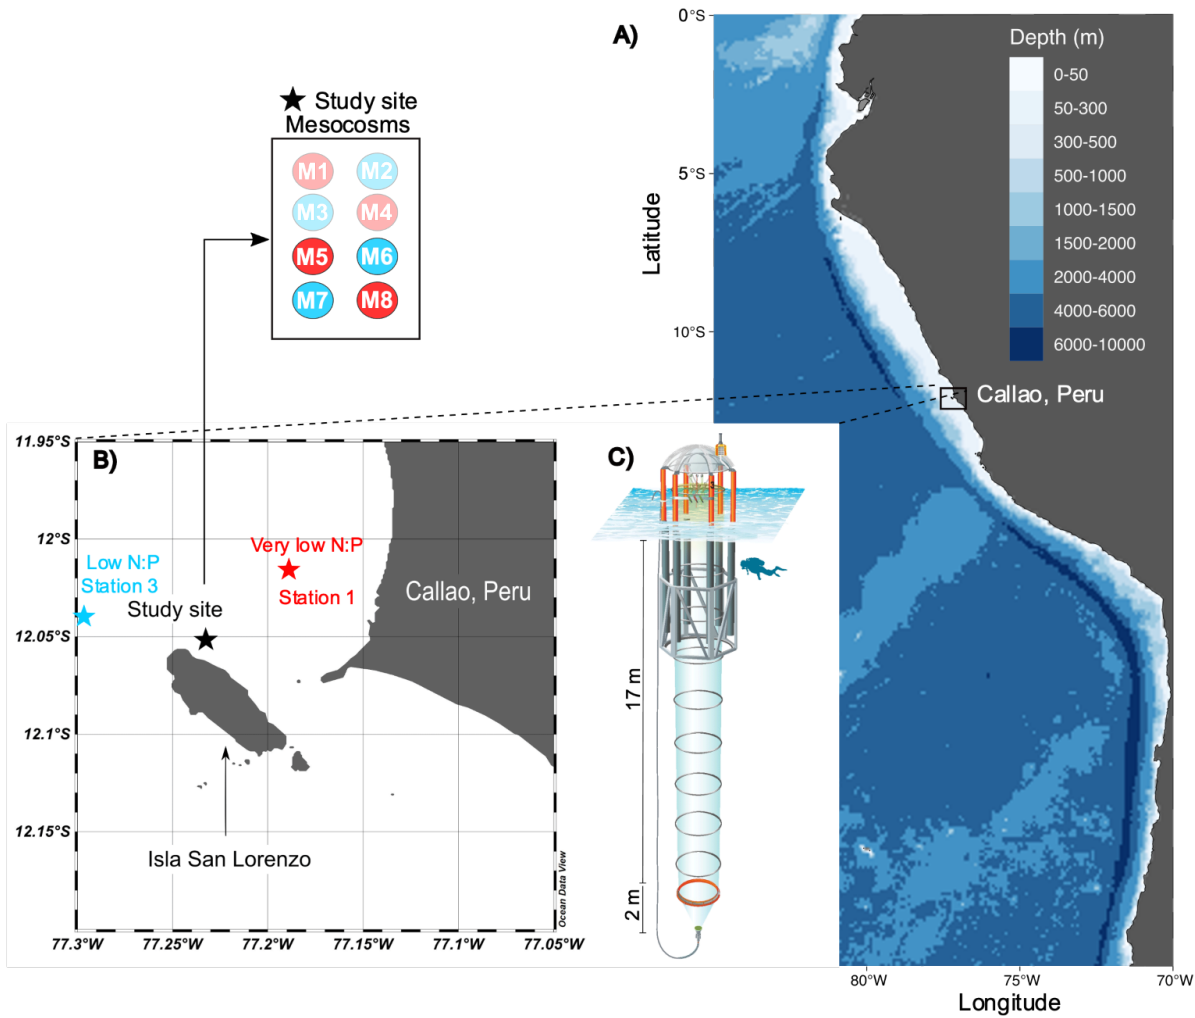 A)
0°S
5°S
10°S
Latitude
Depth (m)
0-50
50-300
300-500
500-1000
1000-1500
1500-2000
2000-4000
4000-6000
6000-10000
Callao, Peru
80°W
75°W
70°W
Longitude
Study site
Mesocosms
M1
M2
M3
M4
M5
M6
M7
M8
B)
11.95°S
12°S
12.05°S
12.1°S
12.15°S
77.3°W
77.25°W
77.2°W
77.15°W
77.1°W
77.05°W
Low N:P
Station 3
Very low N:P
Station 1
Study site
Callao, Peru
Isla San Lorenzo
Ocean Data View
C)
17 m
2 m